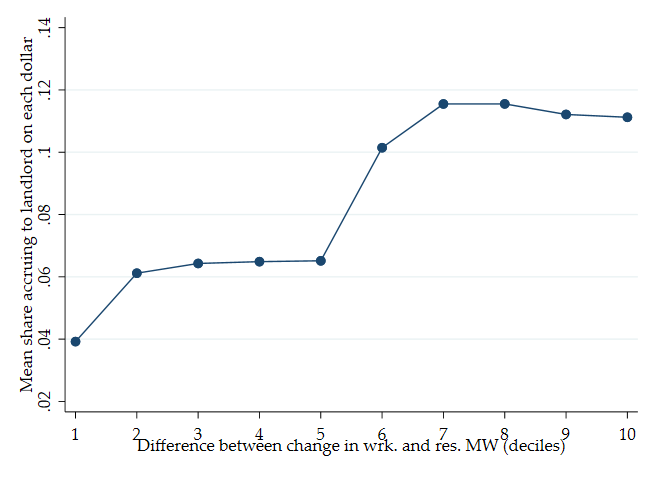 Mean share accruing to landlord on each dollar
.14
.12
.1
.08
.06
.04
.02
1 2 3 4 5 6 7 8 9 10
Difference between change in wrk. and res. MW (deciles)